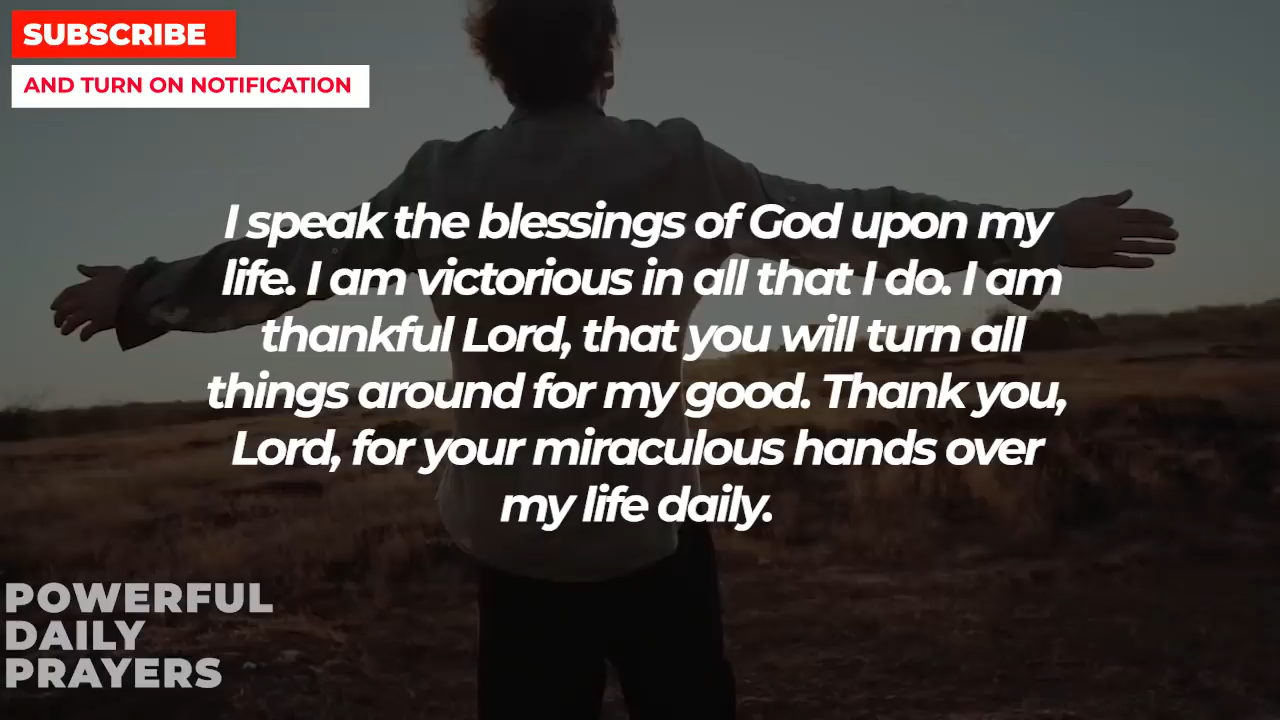 SUBSCRIBE
AND TURN ON NOTIFICATION
I speak the blessings of God upon my
life. I am victorious in all that I do. I am
thankful Lord, that you will turn all
things around for my good. Thank you,
Lord, for your miraculous hands over
my life daily.
POWERFUL
DAILY
PRAYERS